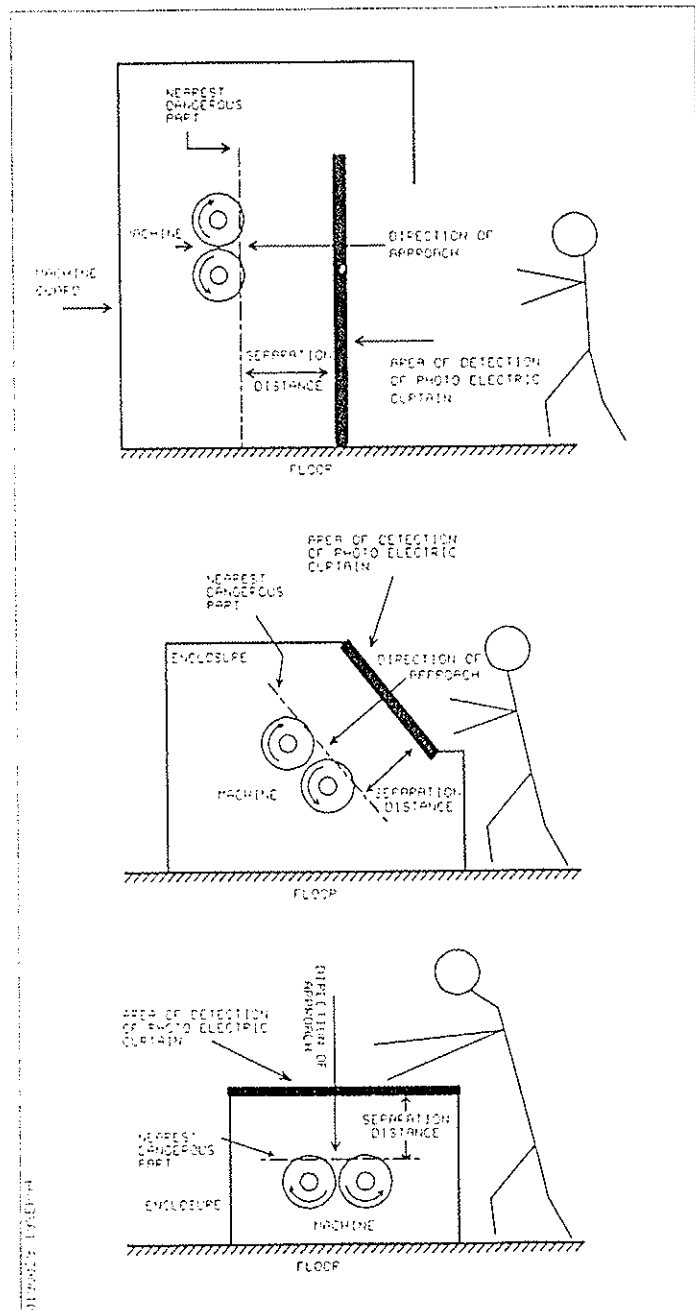 NEAREST
DANGEROUS
PART
MACHINE
DIRECTION OF
APPROACH
MACHINE
GUARD
SEPARATION
DISTANCE
AREA OF DETECTION
OF PHOTO ELECTRIC
CURTAIN
FLOOR
AREA OF DETECTION
OF PHOTO ELECTRIC
CURTAIN
NEAREST
DANGEROUS
PART
ENCLOSURE
DIRECTION OF
APPROACH
MACHINE
SEPARATION
DISTANCE
FLOOR
DIRECTION OF
APPROACH
AREA OF DETECTION
OF PHOTO ELECTRIC
CURTAIN
SEPARATION
DISTANCE
NEAREST
DANGEROUS
PART
ENCLOSURE
MACHINE
FLOOR